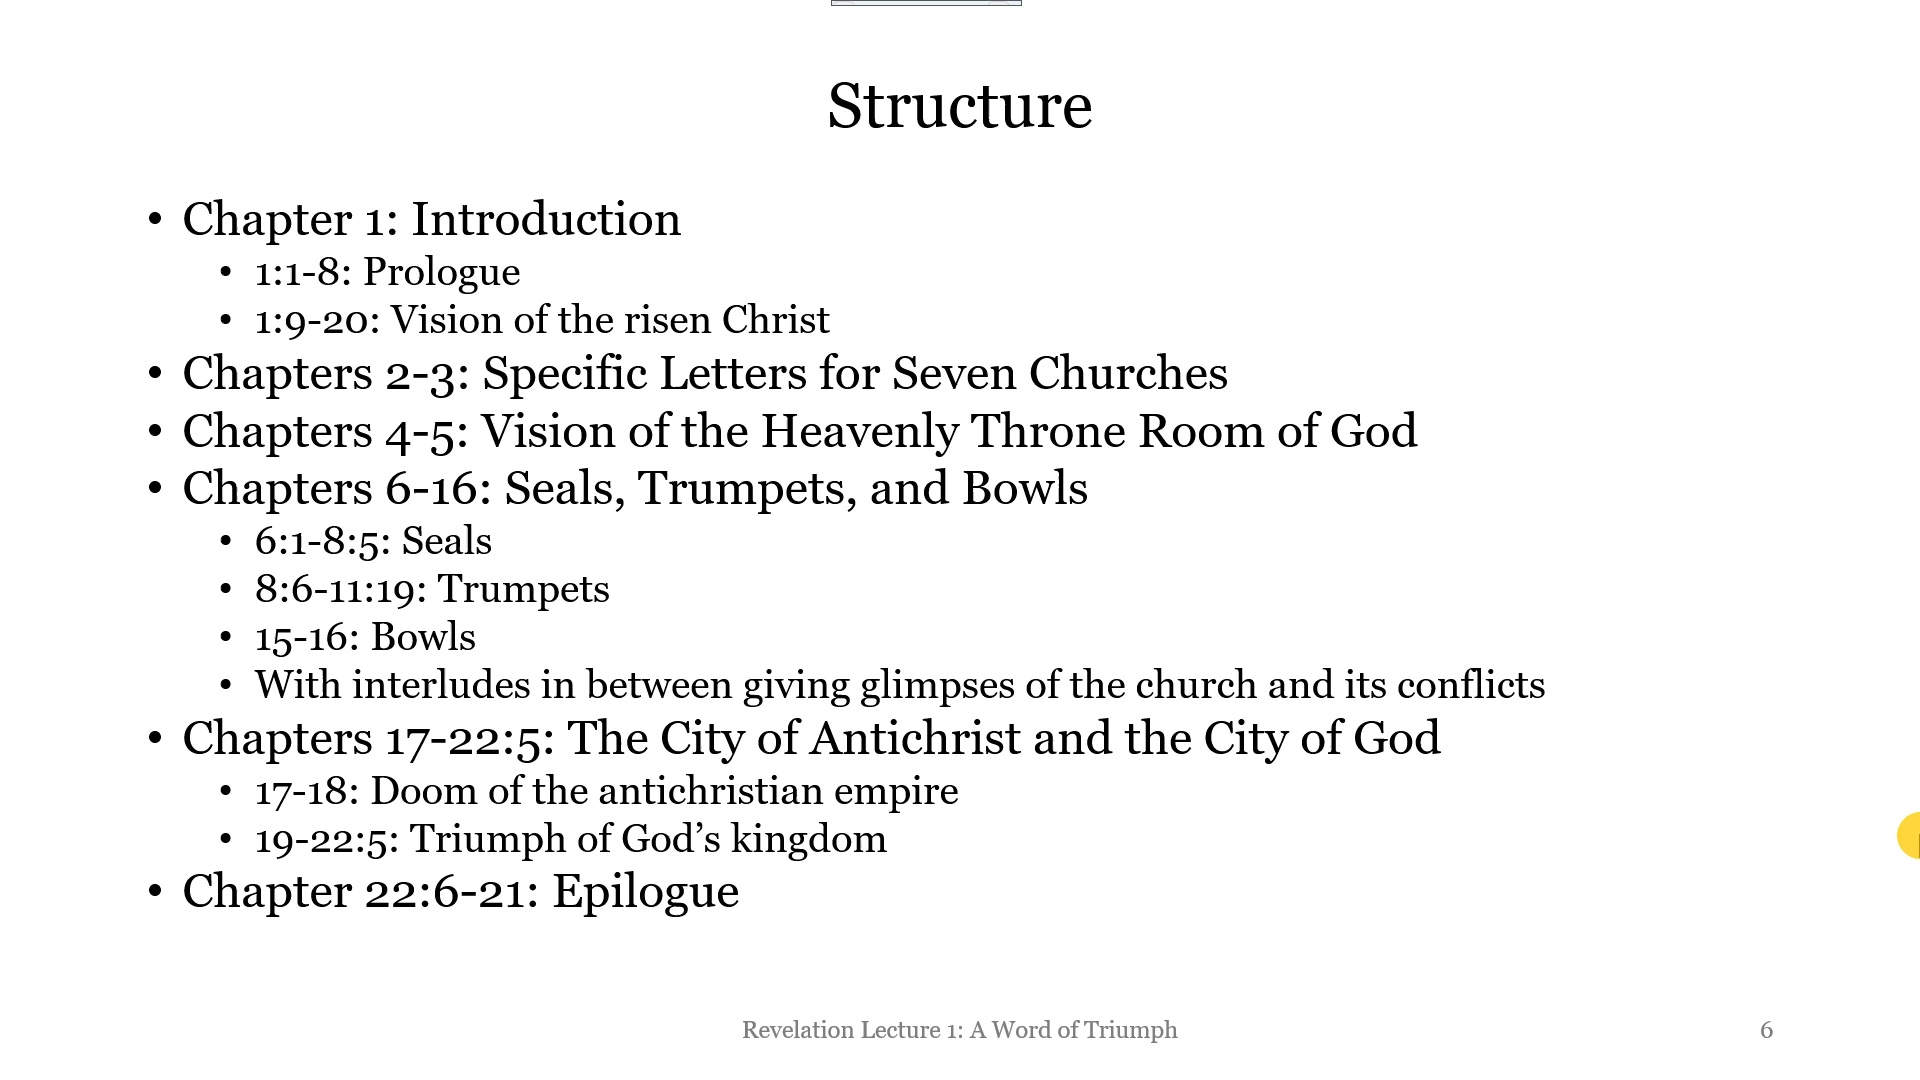 Structure
• Chapter 1: Introduction
• 1:1-8: Prologue
• 1:9-20: Vision of the risen Christ
• Chapters 2-3: Specific Letters for Seven Churches
• Chapters 4-5: Vision of the Heavenly Throne Room of God
• Chapters 6-16: Seals, Trumpets, and Bowls
• 6:1-8:5: Seals
• 8:6-11:19: Trumpets
• 15-16: Bowls
• With interludes in between giving glimpses of the church and its conflicts
• Chapters 17-22:5: The City of Antichrist and the City of God
• 17-18: Doom of the antichristian empire
• 19-22:5: Triumph of God’s kingdom
• Chapter 22:6-21: Epilogue
Revelation Lecture 1: A Word of Triumph
6